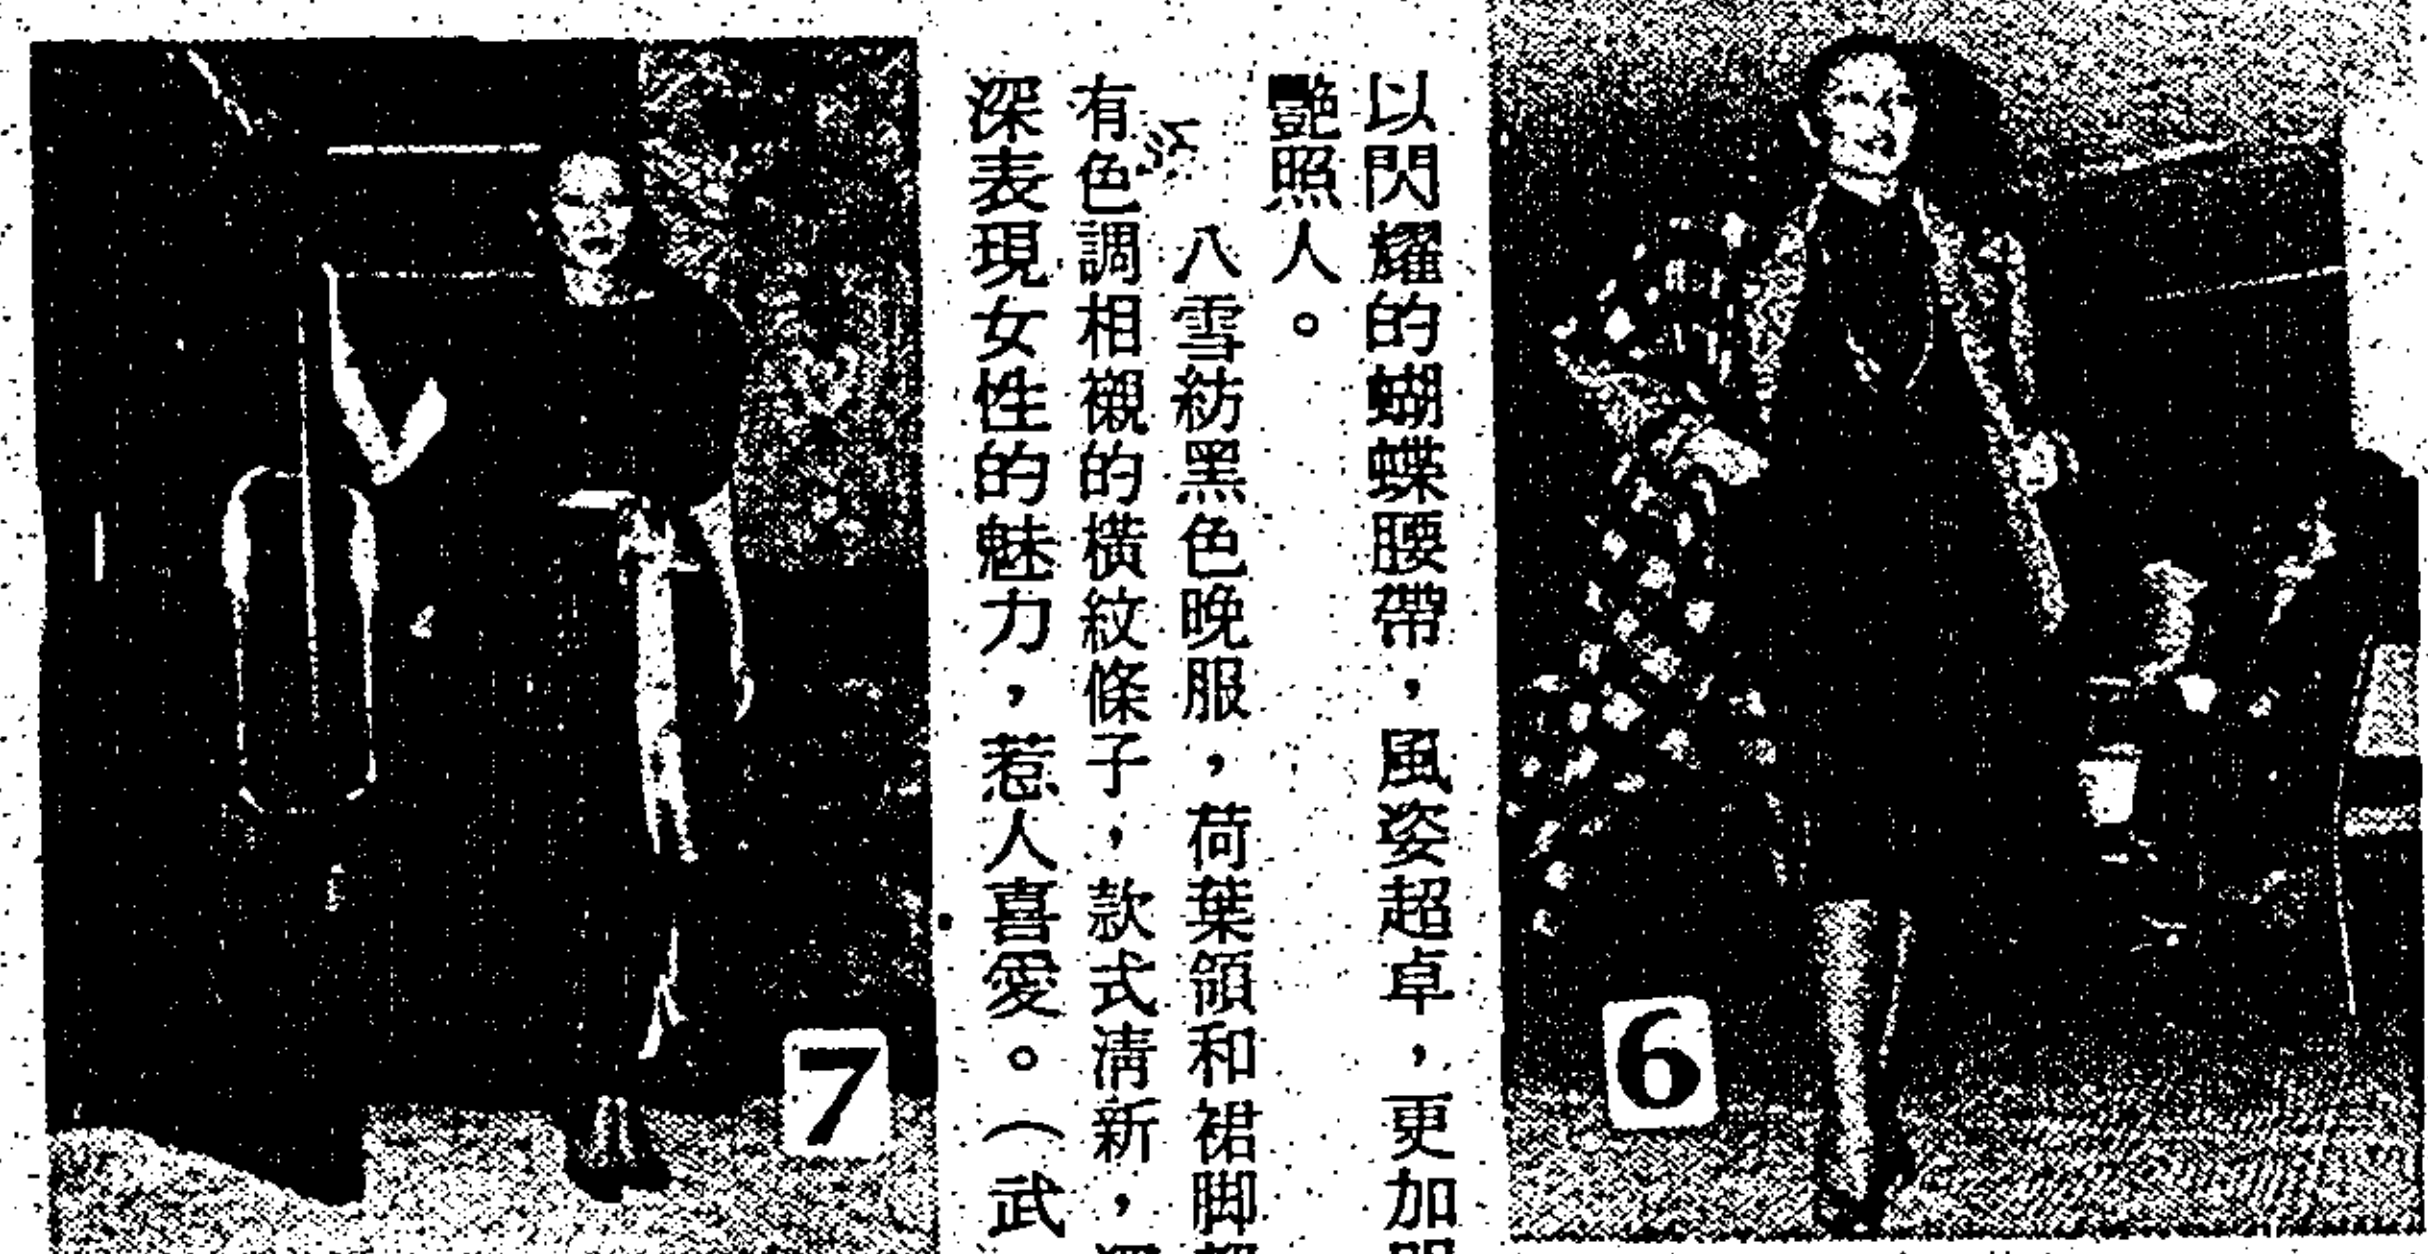 以閃耀的蝴蝶腰帶，風姿超卓，更加
艷照人。
八雪紡黑色晚服，荷葉領和裙脚
有色調相襯的橫紋條子，款式清新，
深表現女性的魅力，惹人喜愛。（武
6
7